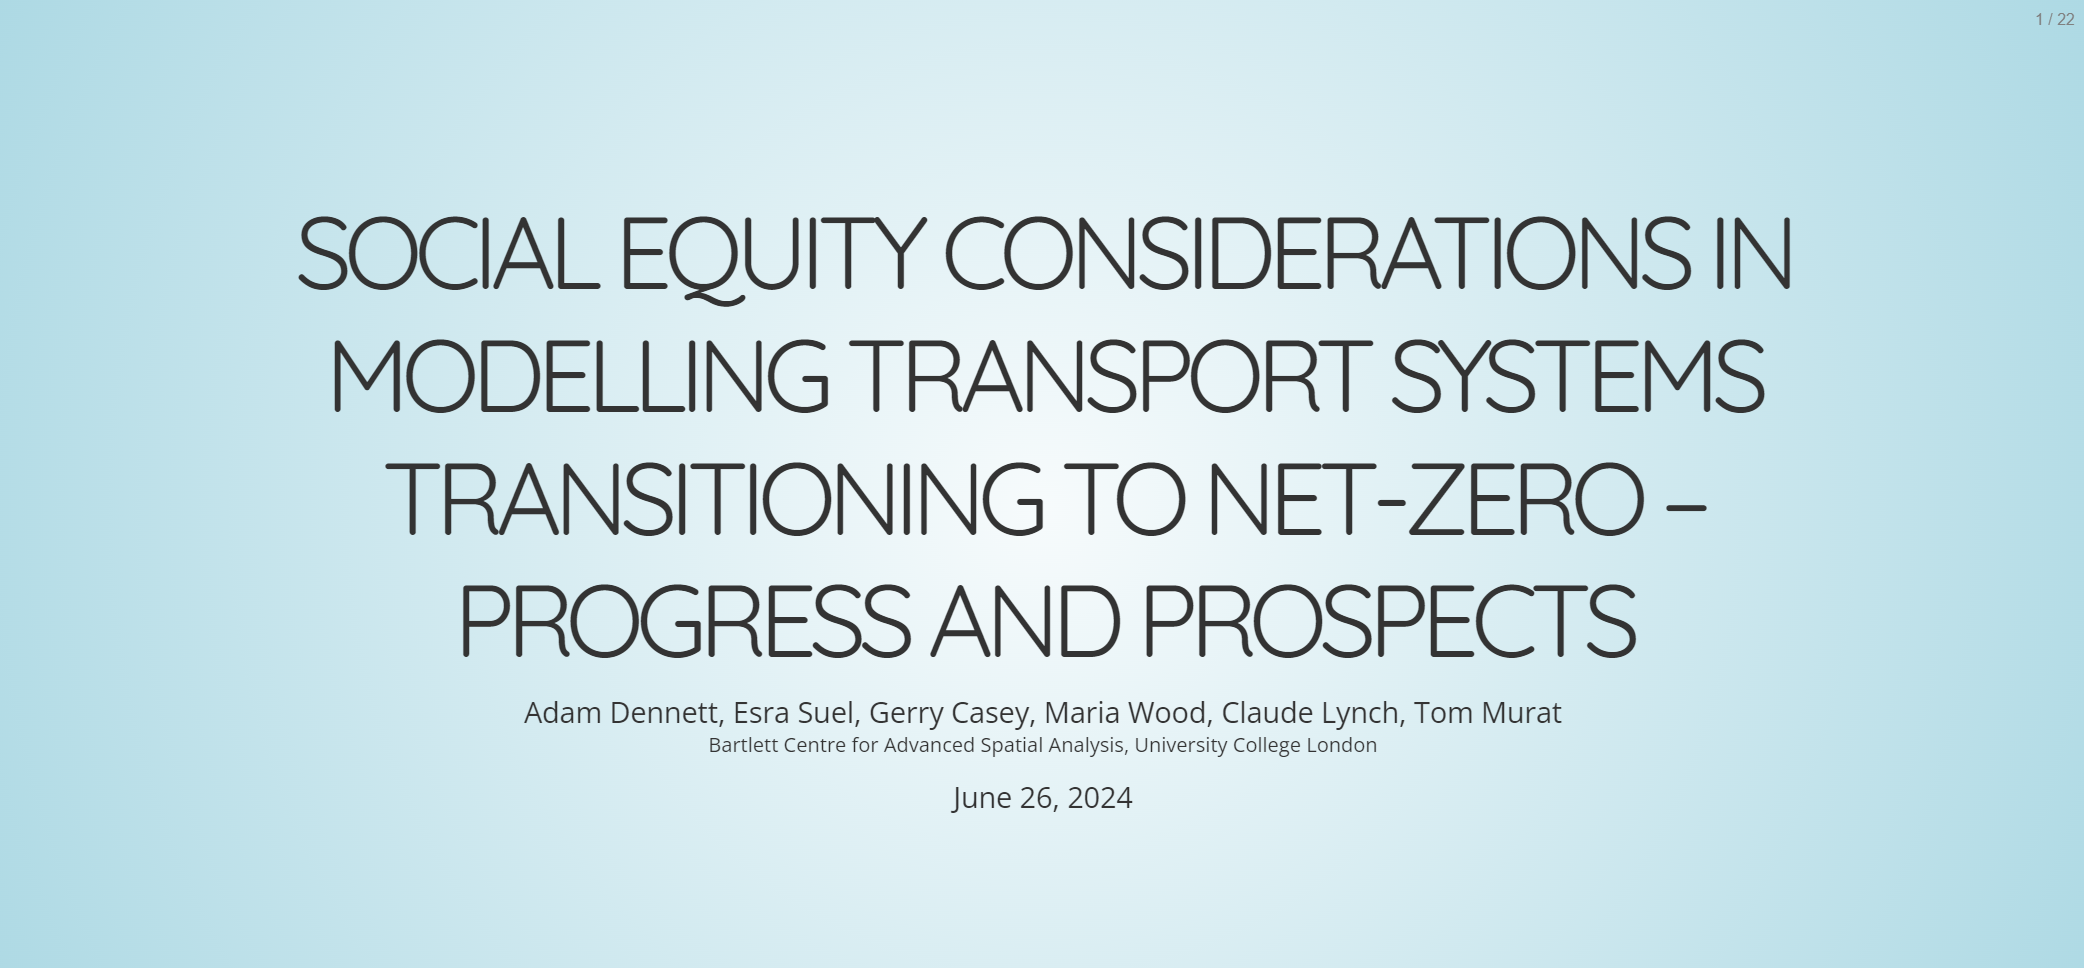 1 / 22
SOCIAL EQUITY CONSIDERATIONS IN
MODELLING TRANSPORT SYSTEMS
TRANSITIONING TO NET-ZERO –
PROGRESS AND PROSPECTS
Adam Dennett, Esra Suel, Gerry Casey, Maria Wood, Claude Lynch, Tom Murat
Bartlett Centre for Advanced Spatial Analysis, University College London
June 26, 2024